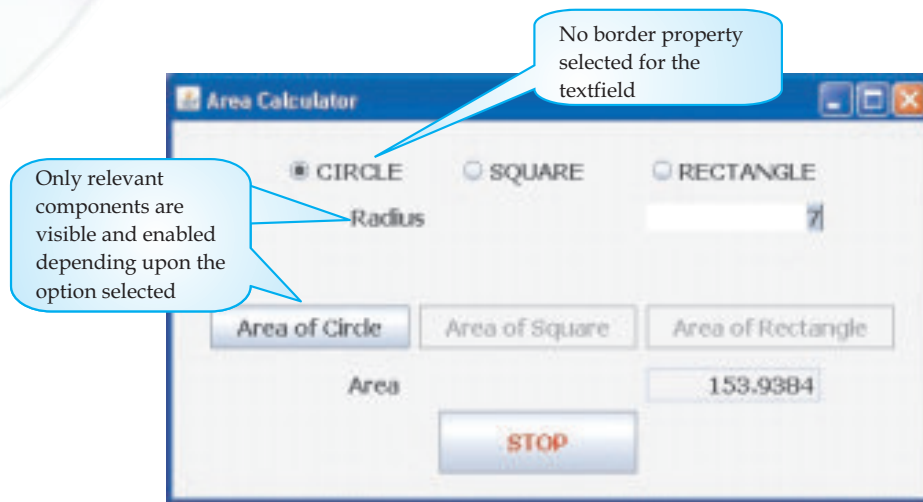 No border property
selected for the
textfield
Area Calculator
CIRCLE SQUARE RECTANGLE
Only relevant
components are
visible and enabled
depending upon the
option selected
Radius 7
Area of Circle Area of Square Area of Rectangle
Area 153.9384
STOP